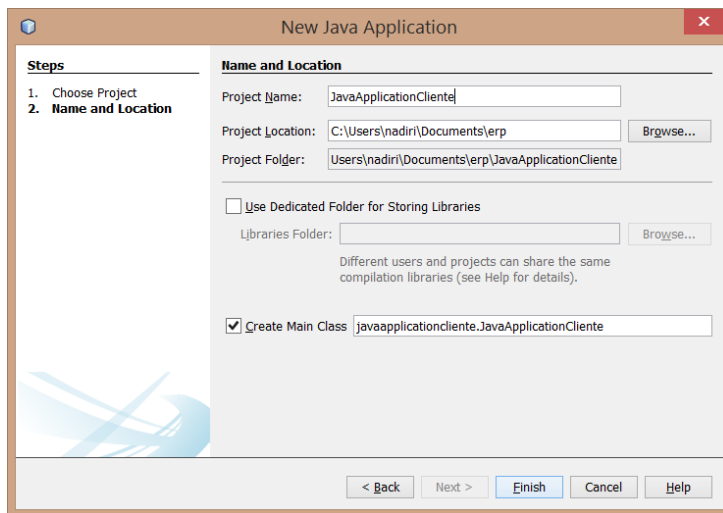 New Java Application
Steps
1. Choose Project
2. Name and Location
Name and Location
Project Name: JavaApplicationCliente
Project Location: C:\Users\nadiri\Documents\erp Browse...
Project Folder: Users\nadiri\Documents\erp\JavaApplicationCliente
Use Dedicated Folder for Storing Libraries
Libraries Folder: Browse...
Different users and projects can share the same
compilation libraries (see Help for details).
Create Main Class javaapplicationcliente.JavaApplicationCliente
< Back Next > Finish Cancel Help